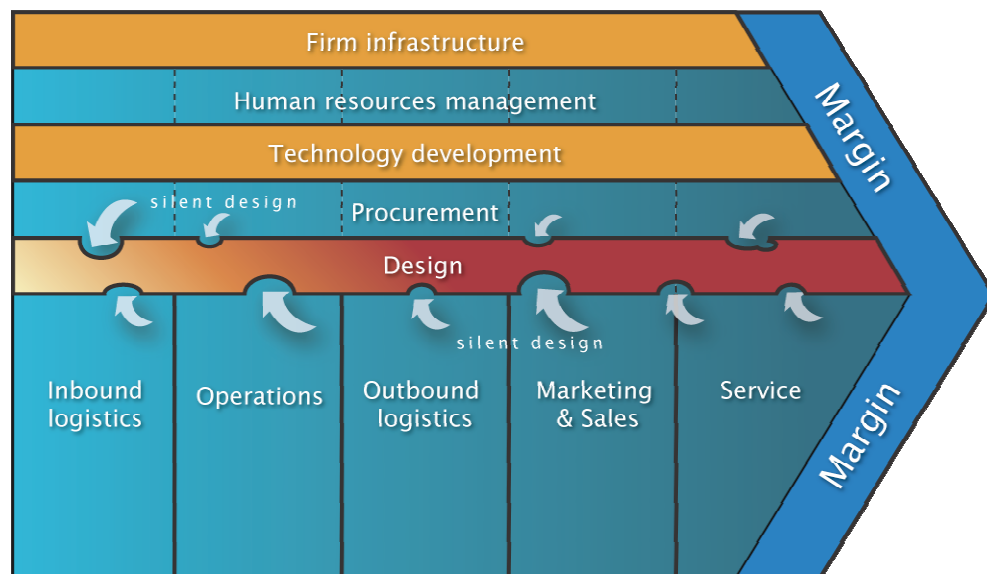 Firm infrastructure
Human resources management
Technology development
silent design
Procurement
Design
silent design
Inbound
logistics
Operations
Outbound
logistics
Marketing
& Sales
Service
Margin
Margin